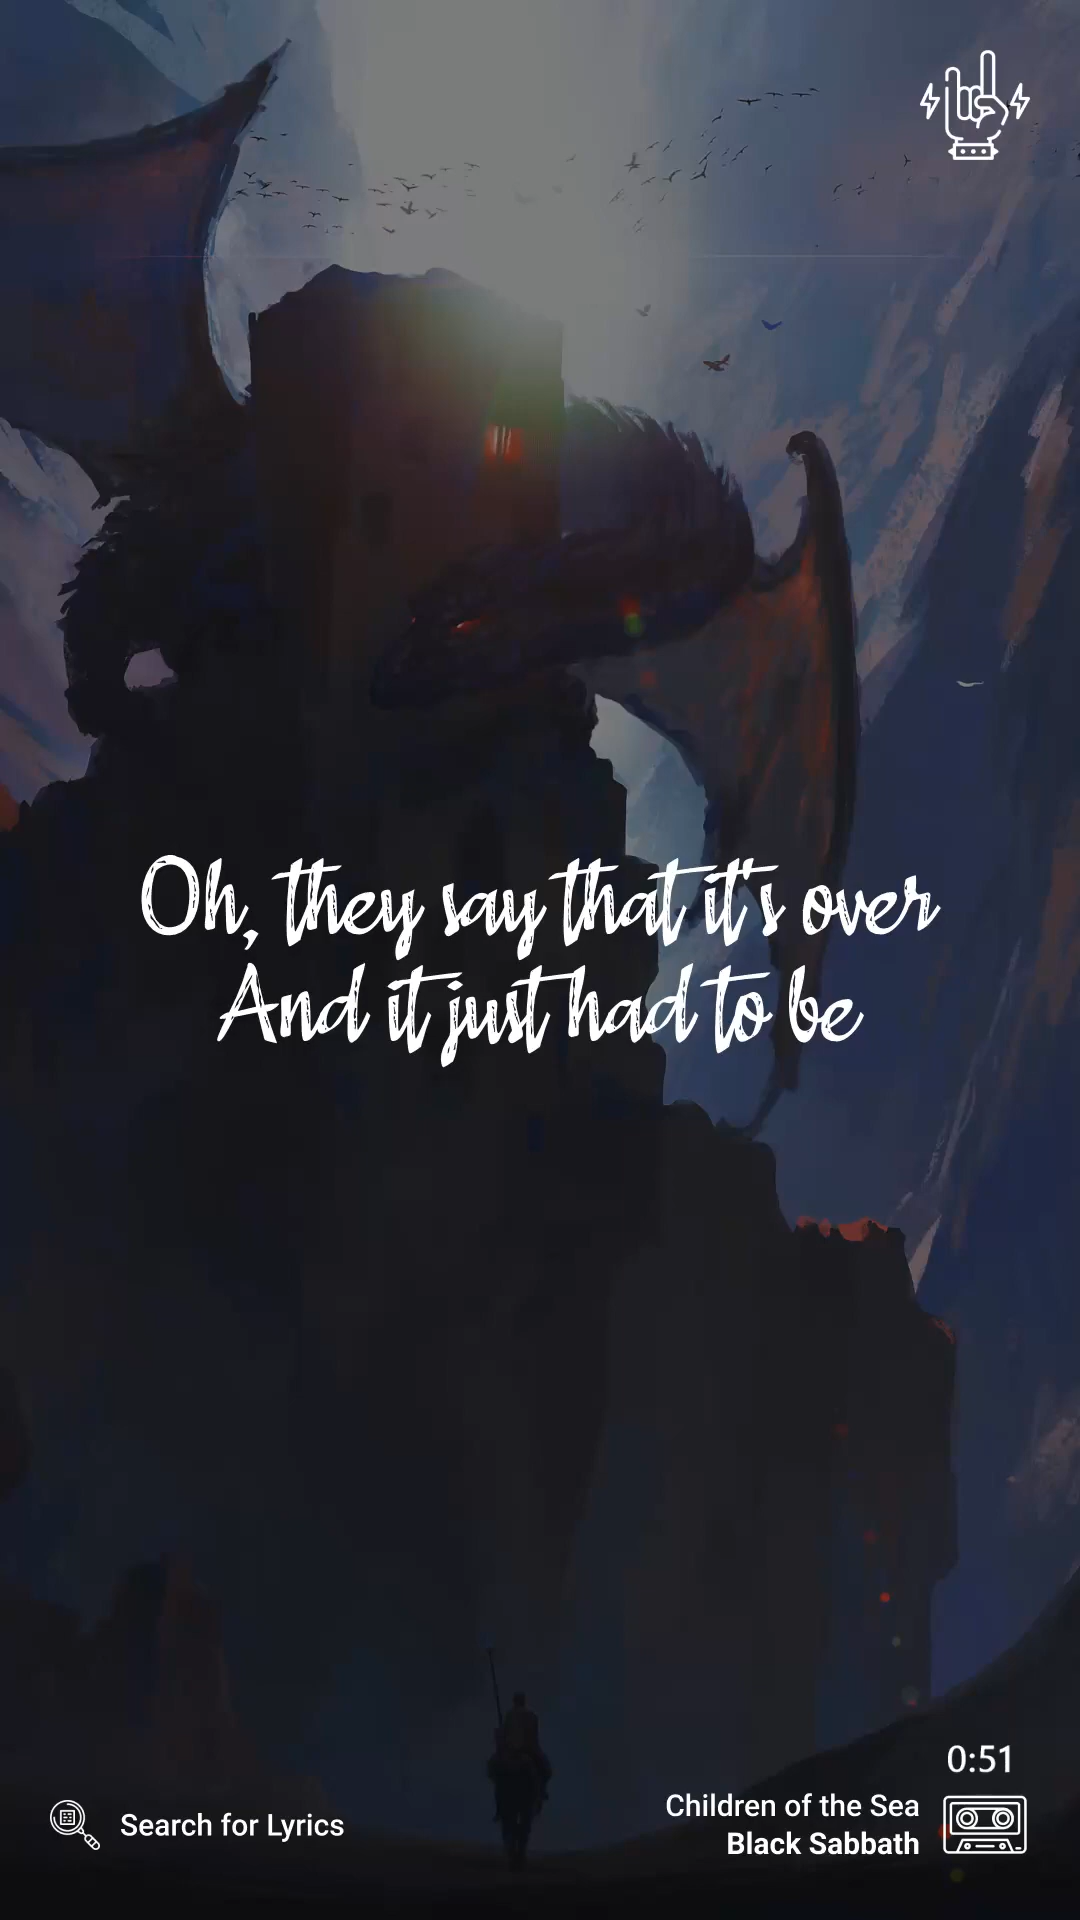 Oh, they say that it's over
And it just had to be
0:51
Search for Lyrics
Children of the Sea
Black Sabbath